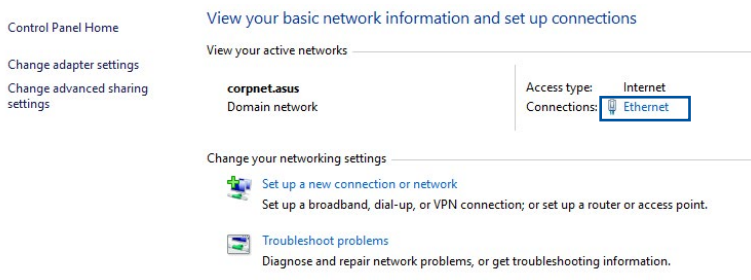 Control Panel Home
Change adapter settings
Change advanced sharing
settings
View your basic network information and set up connections
View your active networks
corpnet.asus
Domain network
Access type: Internet
Connections: Ethernet
Change your networking settings
Set up a new connection or network
Set up a broadband, dial-up, or VPN connection; or set up a router or access point.
Troubleshoot problems
Diagnose and repair network problems, or get troubleshooting information.